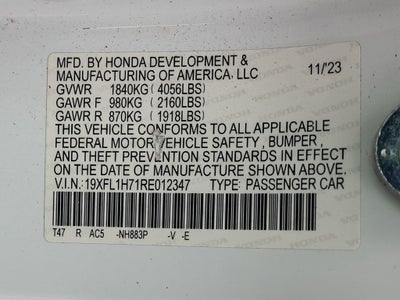 MFD. BY HONDA DEVELOPMENT &
MANUFACTURING OF AMERICA, LLC 11/'23
GVWR 1840KG (4056LBS)
GAWR F 980KG (2160LBS)
GAWR R 870KG (1918LBS)
THIS VEHICLE CONFORMS TO ALL APPLICABLE
FEDERAL MOTOR VEHICLE SAFETY, BUMPER,
AND THEFT PREVENTION STANDARDS IN EFFECT
ON THE DATE OF MANUFACTURE SHOWN ABOVE.
V.I.N: 19XFL1H71RE012347 TYPE: PASSENGER CAR
T47 R AC5 -NH883P -V -E